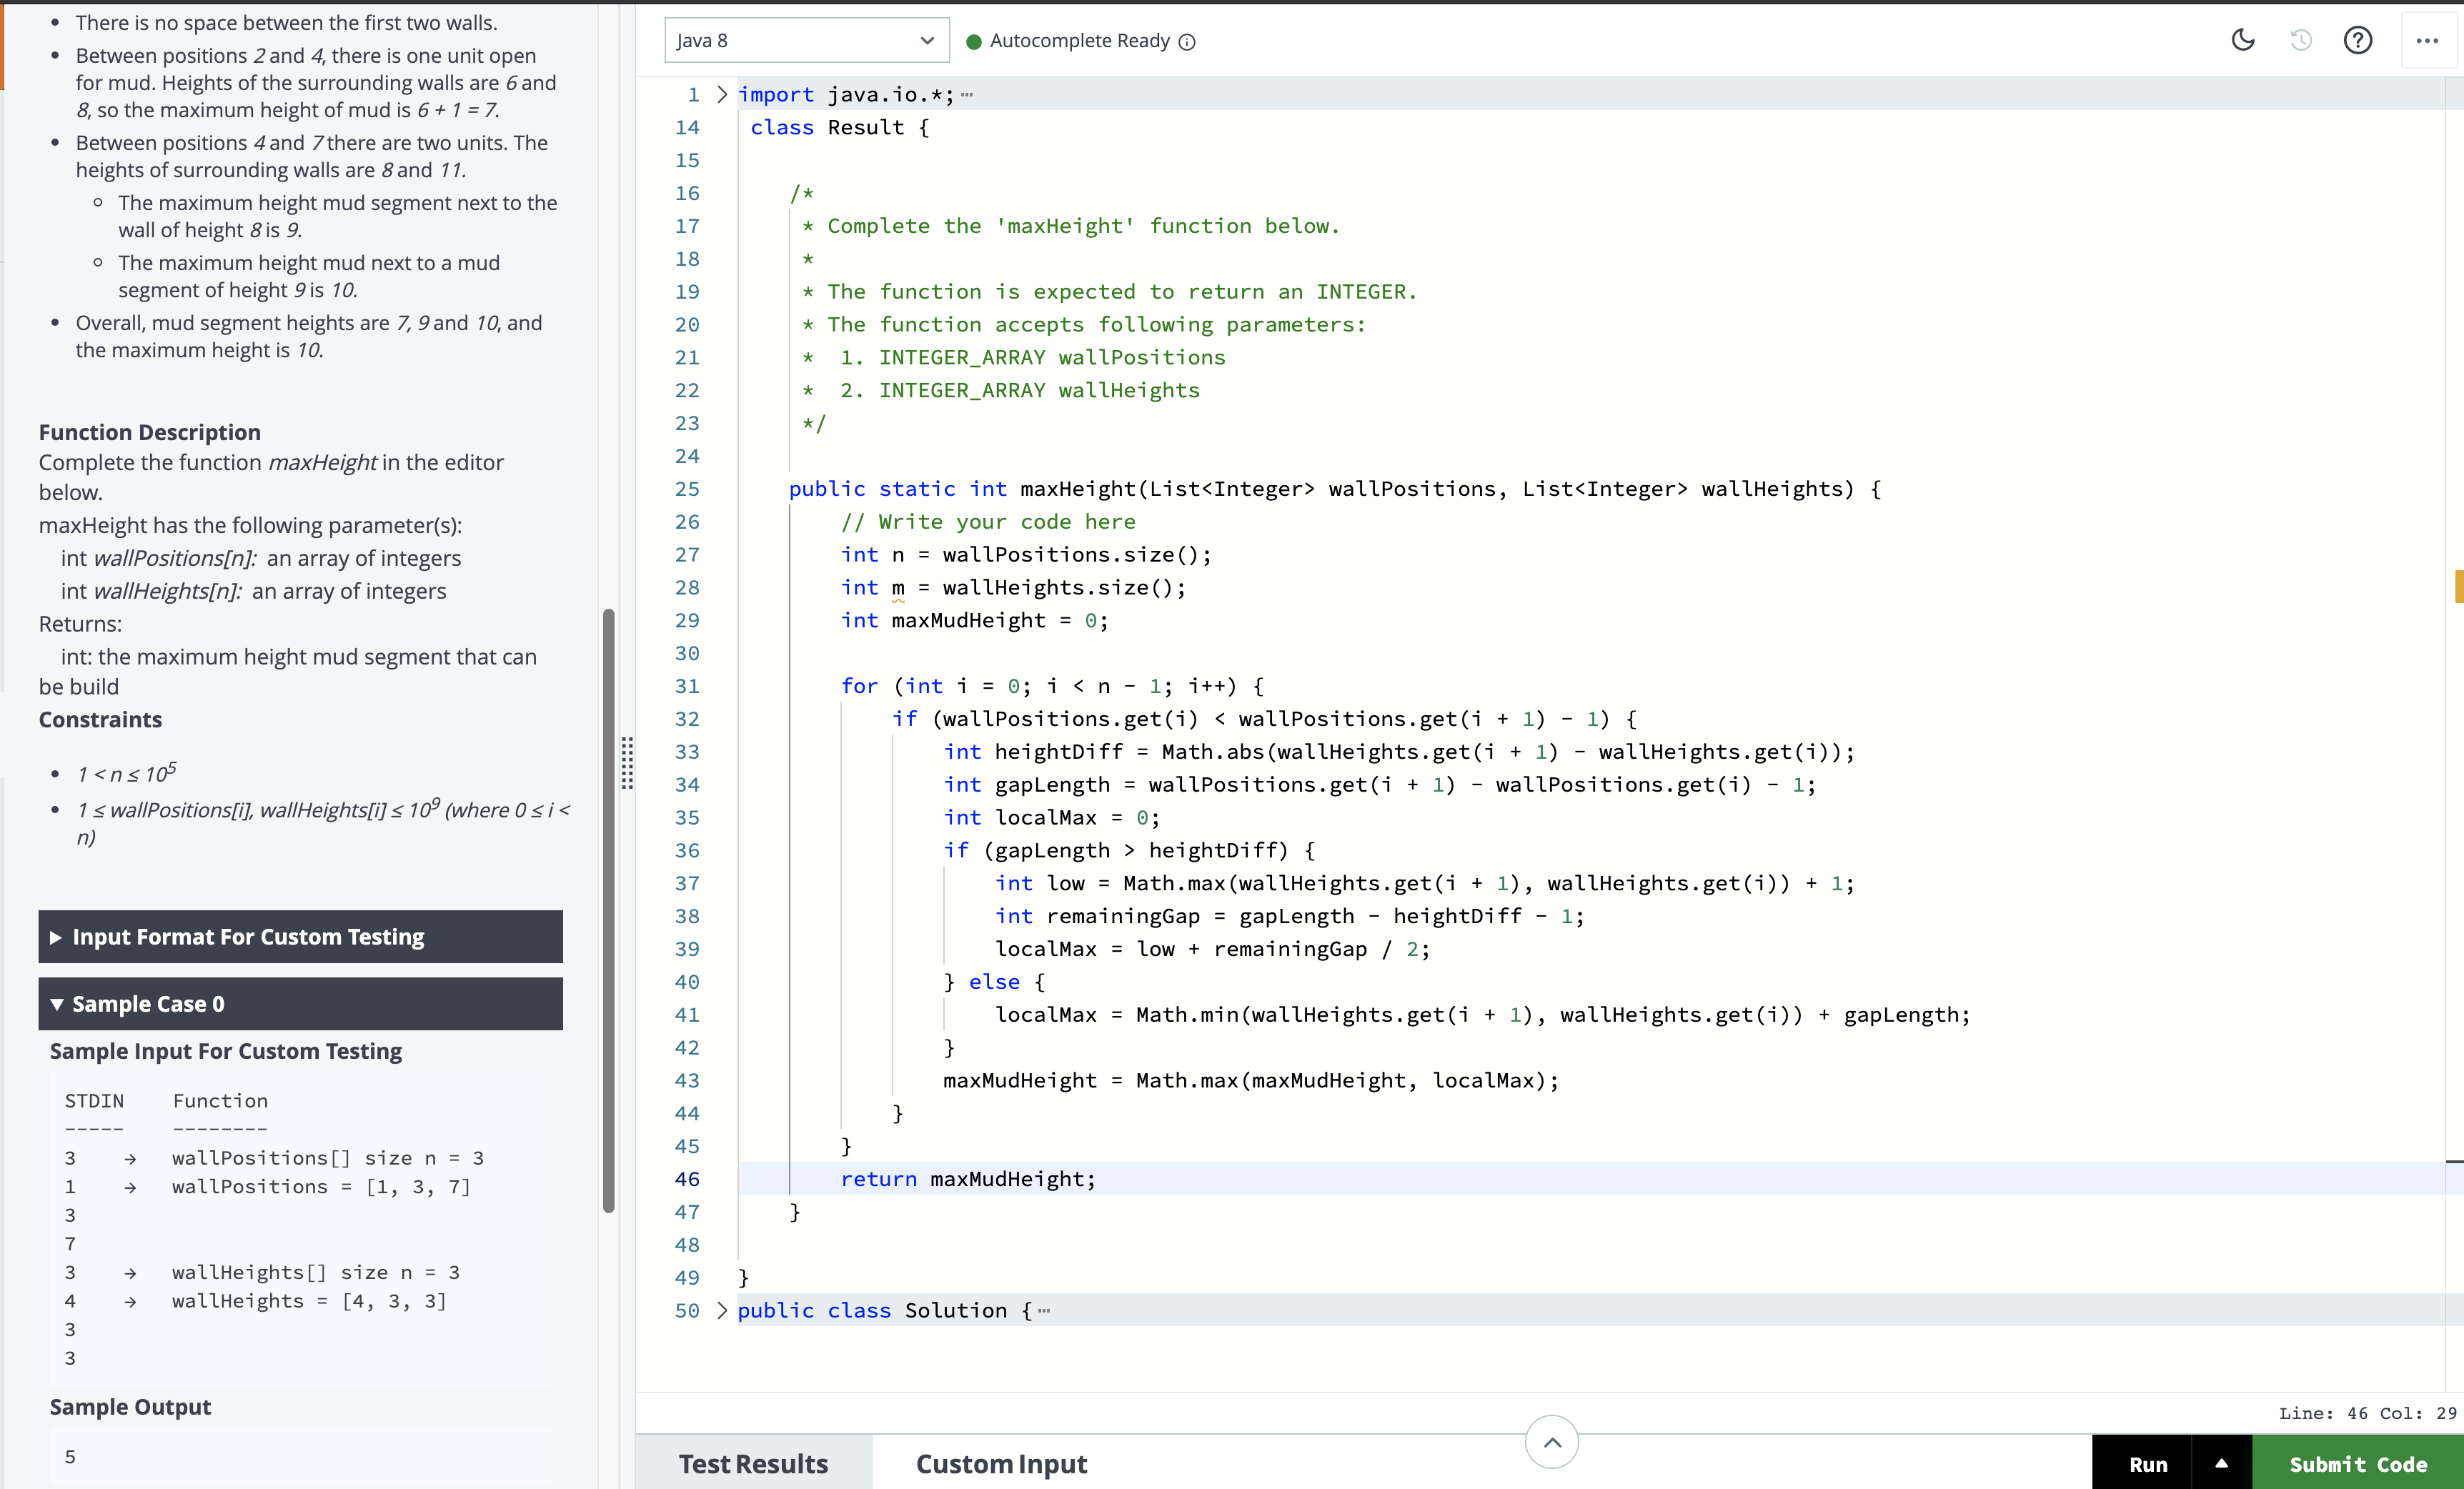 • There is no space between the first two walls.
• Between positions 2 and 4, there is one unit open
for mud. Heights of the surrounding walls are 6 and
8, so the maximum height of mud is 6 + 1 = 7.
• Between positions 4 and 7 there are two units. The
heights of surrounding walls are 8 and 11.
○ The maximum height mud segment next to the
wall of height 8 is 9.
○ The maximum height mud next to a mud
segment of height 9 is 10.
• Overall, mud segment heights are 7, 9 and 10, and
the maximum height is 10.
Function Description
Complete the function maxHeight in the editor
below.
maxHeight has the following parameter(s):
int wallPositions[n]: an array of integers
int wallHeights[n]: an array of integers
Returns:
int: the maximum height mud segment that can
be build
Constraints
• 1 < n ≤ 10⁵
• 1 ≤ wallPositions[i], wallHeights[i] ≤ 10⁹ (where 0 ≤ i <
n)
▶ Input Format For Custom Testing
▼ Sample Case 0
Sample Input For Custom Testing
STDIN Function
----- --------
3 → wallPositions[] size n = 3
1 → wallPositions = [1, 3, 7]
3
7
3 → wallHeights[] size n = 3
4 → wallHeights = [4, 3, 3]
3
3
Sample Output
5
Java 8
Autocomplete Ready
1 import java.io.*;…
14 class Result {
15
16 /*
17 * Complete the 'maxHeight' function below.
18 *
19 * The function is expected to return an INTEGER.
20 * The function accepts following parameters:
21 * 1. INTEGER_ARRAY wallPositions
22 * 2. INTEGER_ARRAY wallHeights
23 */
24
25 public static int maxHeight(List<Integer> wallPositions, List<Integer> wallHeights) {
26 // Write your code here
27 int n = wallPositions.size();
28 int m = wallHeights.size();
29 int maxMudHeight = 0;
30
31 for (int i = 0; i < n - 1; i++) {
32 if (wallPositions.get(i) < wallPositions.get(i + 1) - 1) {
33 int heightDiff = Math.abs(wallHeights.get(i + 1) - wallHeights.get(i));
34 int gapLength = wallPositions.get(i + 1) - wallPositions.get(i) - 1;
35 int localMax = 0;
36 if (gapLength > heightDiff) {
37 int low = Math.max(wallHeights.get(i + 1), wallHeights.get(i)) + 1;
38 int remainingGap = gapLength - heightDiff - 1;
39 localMax = low + remainingGap / 2;
40 } else {
41 localMax = Math.min(wallHeights.get(i + 1), wallHeights.get(i)) + gapLength;
42 }
43 maxMudHeight = Math.max(maxMudHeight, localMax);
44 }
45 }
46 return maxMudHeight;
47 }
48
49 }
50 public class Solution {…
Line: 46 Col: 29
Test Results
Custom Input
Run
Submit Code